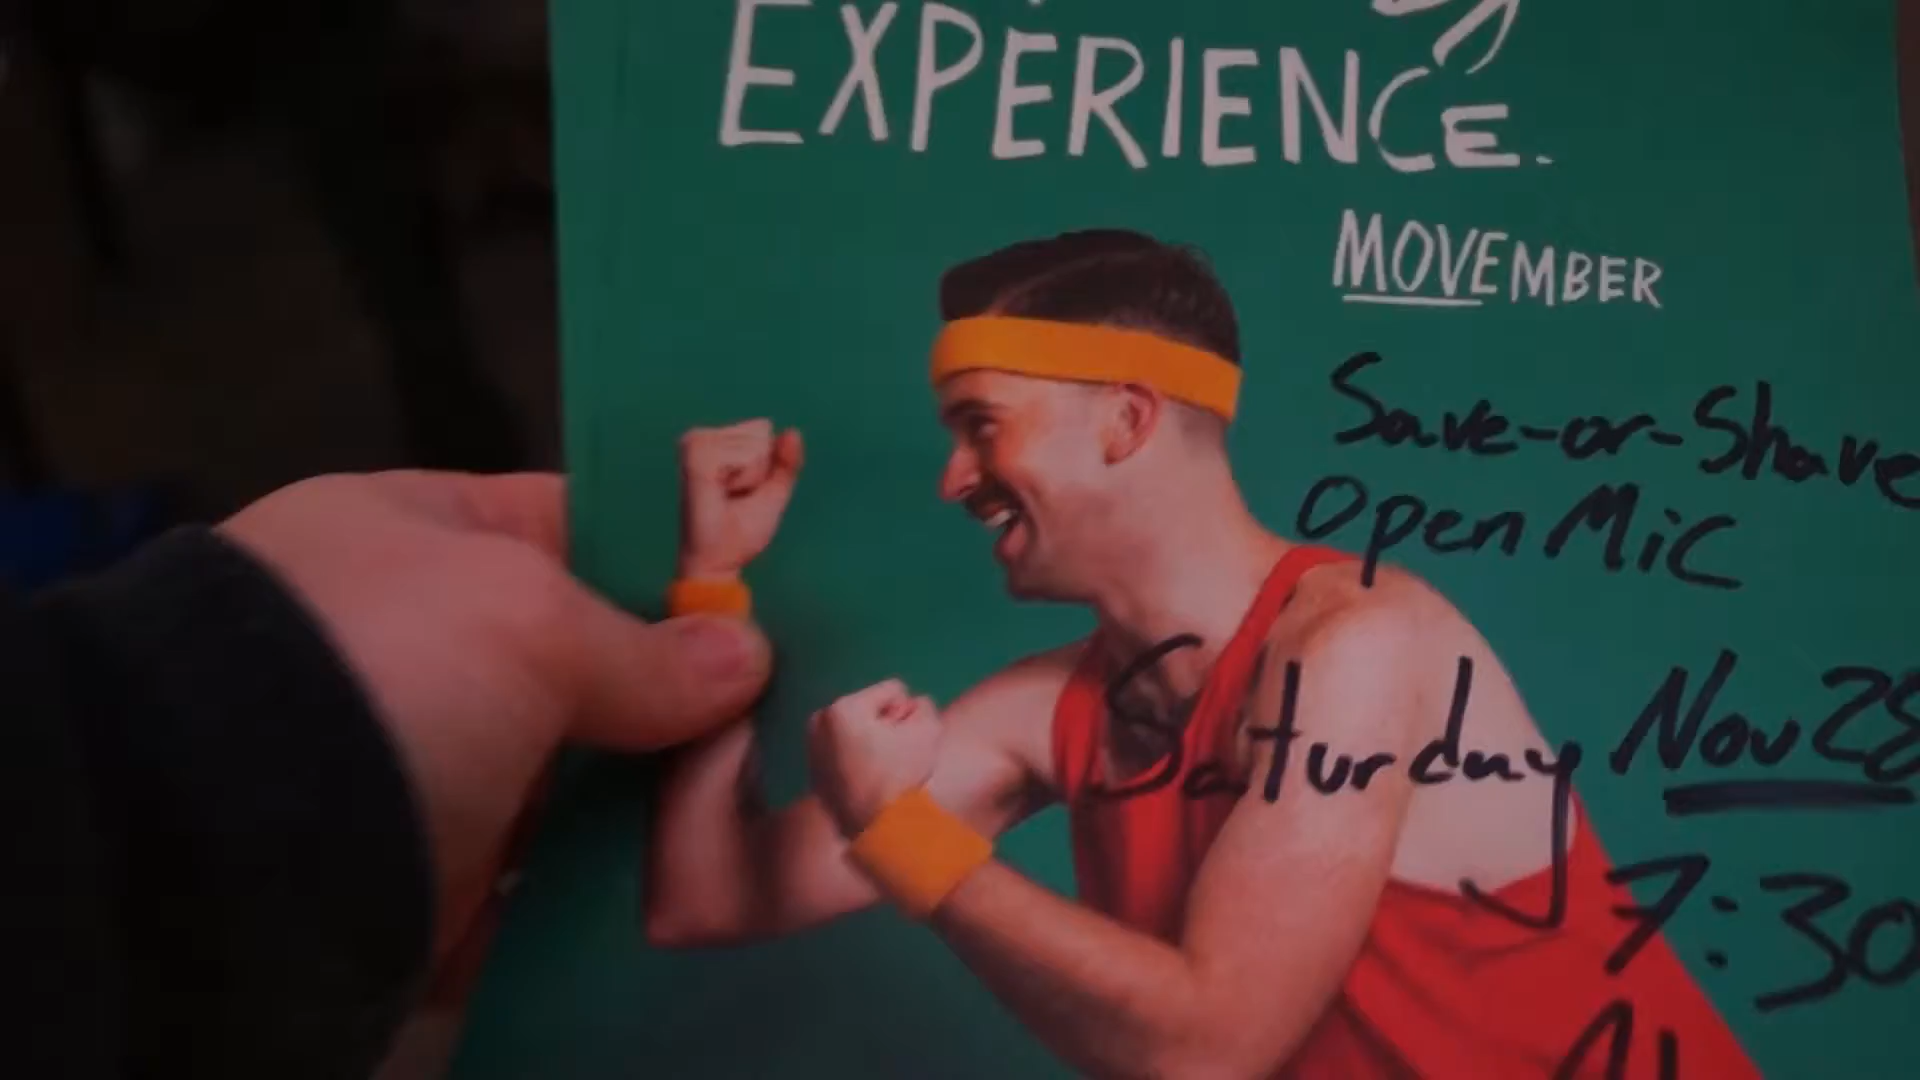 EXPERIENCE.
MOVEMBER
Save-or-Shave
Open Mic
Saturday Nov 28
7:30